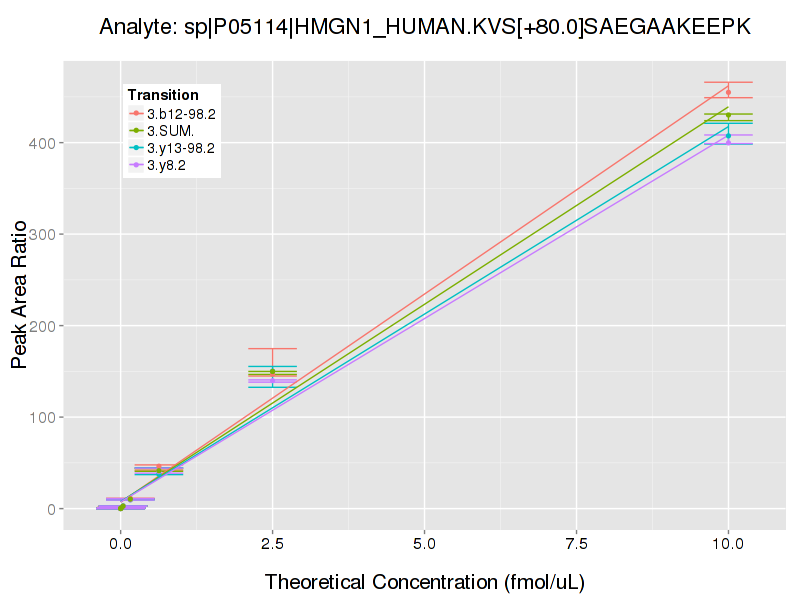 Analyte: sp|P05114|HMGN1_HUMAN.KVS[+80.0]SAEGAAKEEPK
Transition
3.b12-98.2
3.SUM.
3.y13-98.2
3.y8.2
Peak Area Ratio
400
300
200
100
0
0.0 2.5 5.0 7.5 10.0
Theoretical Concentration (fmol/uL)